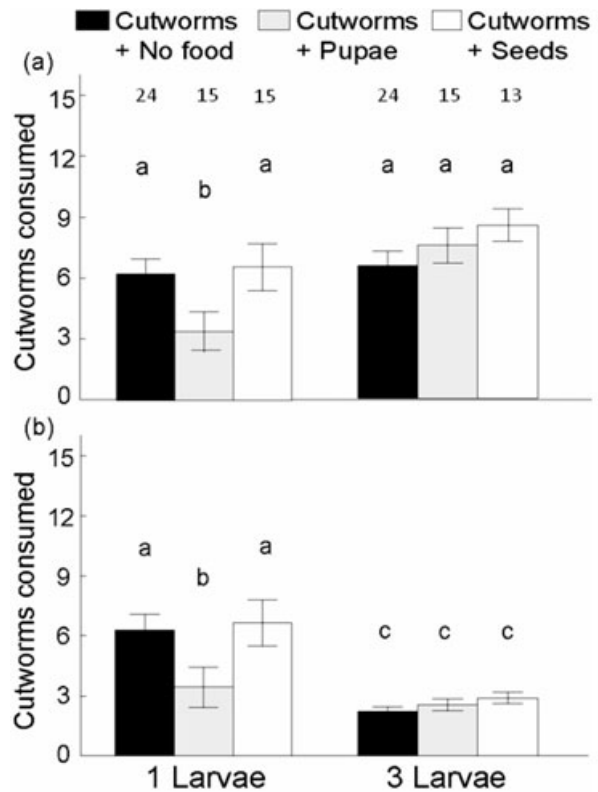 Cutworms + No food
Cutworms + Pupae
Cutworms + Seeds
(a)
15
12
9
6
3
0
Cutworms consumed
24 15 15 24 15 13
a b a a a a
(b)
15
12
9
6
3
0
Cutworms consumed
a b a c c c
1 Larvae 3 Larvae